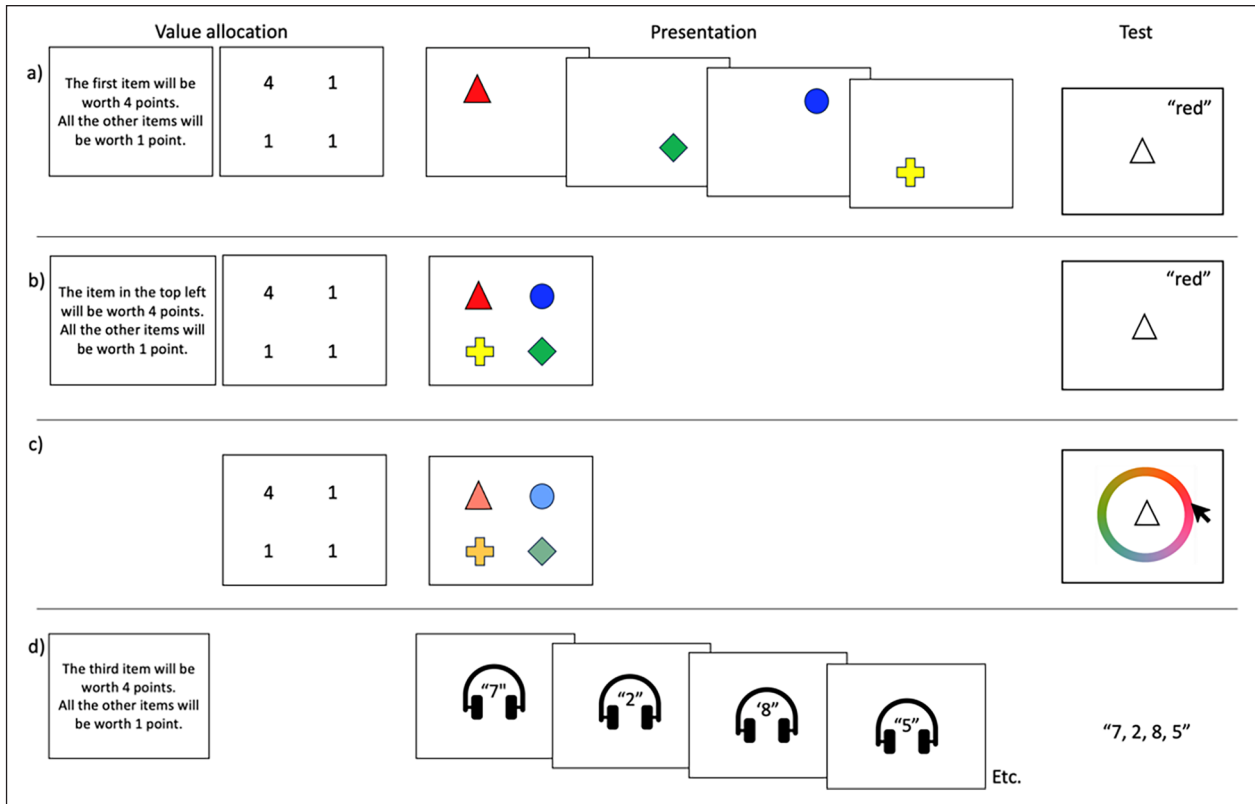 Value allocation
Presentation
Test
a)
The first item will be
worth 4 points.
All the other items will
be worth 1 point.
4 1
1 1
“red”
b)
The item in the top left
will be worth 4 points.
All the other items will
be worth 1 point.
4 1
1 1
“red”
c)
4 1
1 1
d)
The third item will be
worth 4 points.
All the other items will
be worth 1 point.
“7"
“2”
‘8”
“5”
Etc.
“7, 2, 8, 5”